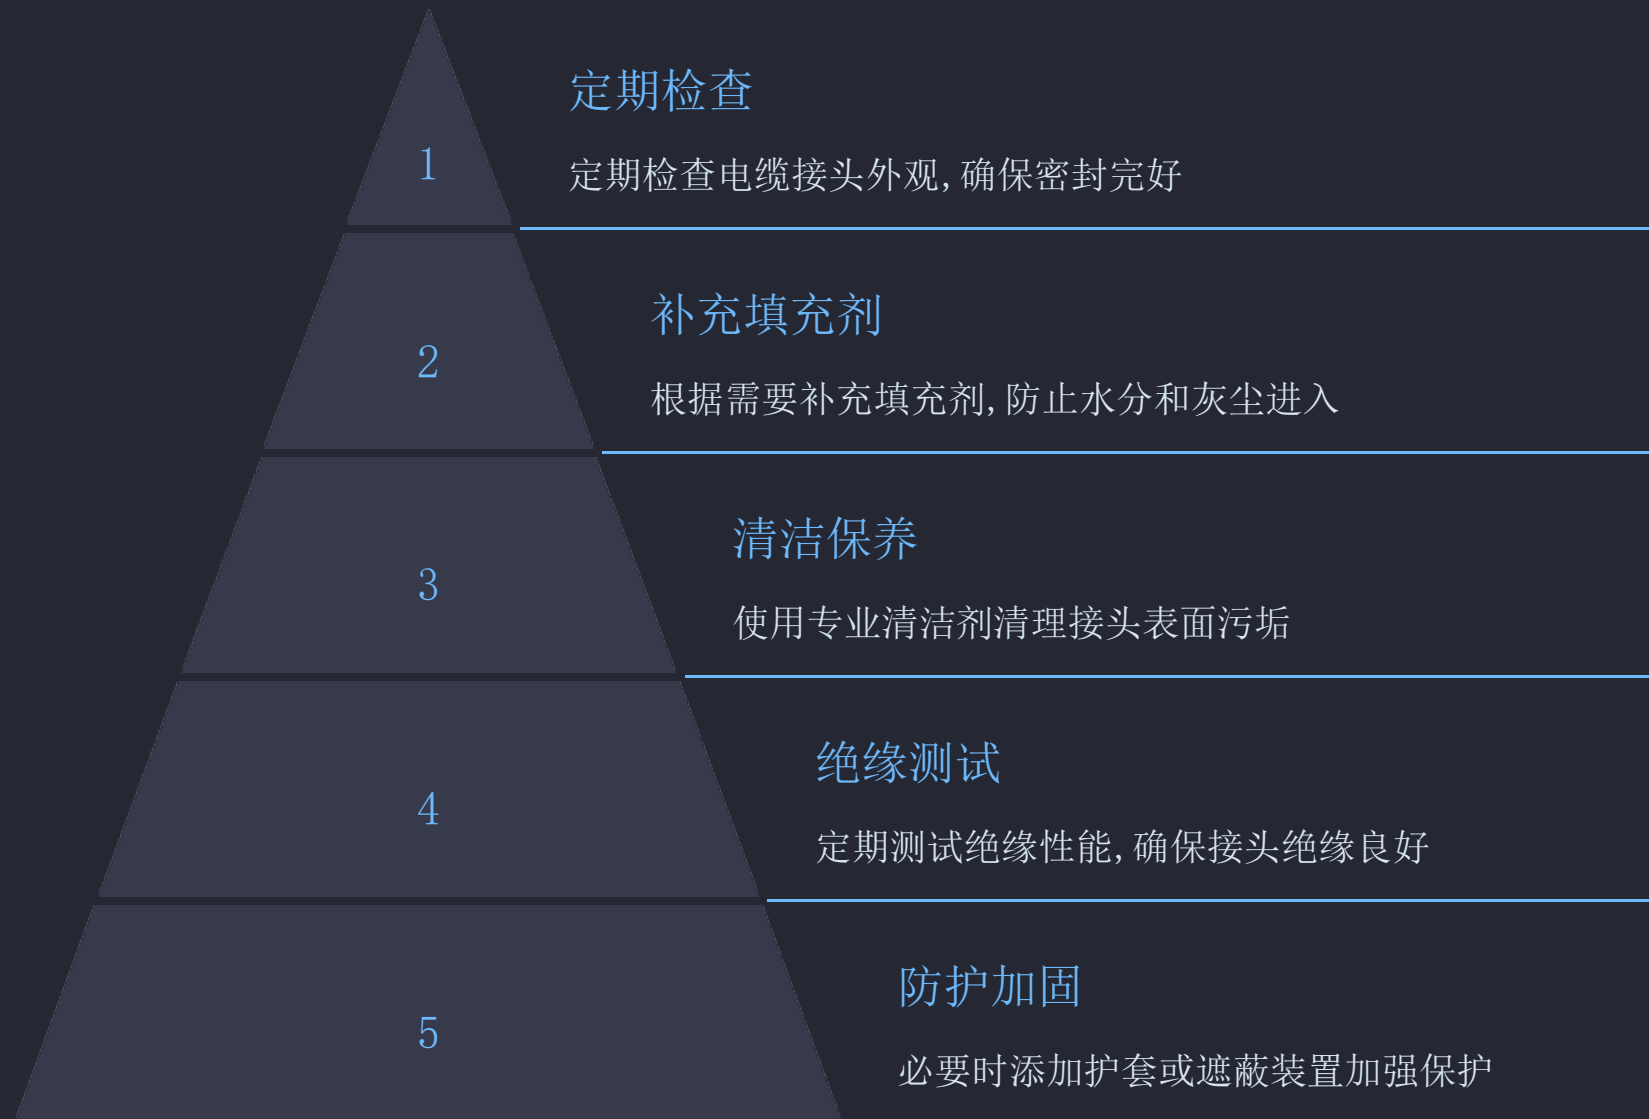 1
定期检查
定期检查电缆接头外观,确保密封完好
2
补充填充剂
根据需要补充填充剂,防止水分和灰尘进入
3
清洁保养
使用专业清洁剂清理接头表面污垢
4
绝缘测试
定期测试绝缘性能,确保接头绝缘良好
5
防护加固
必要时添加护套或遮蔽装置加强保护